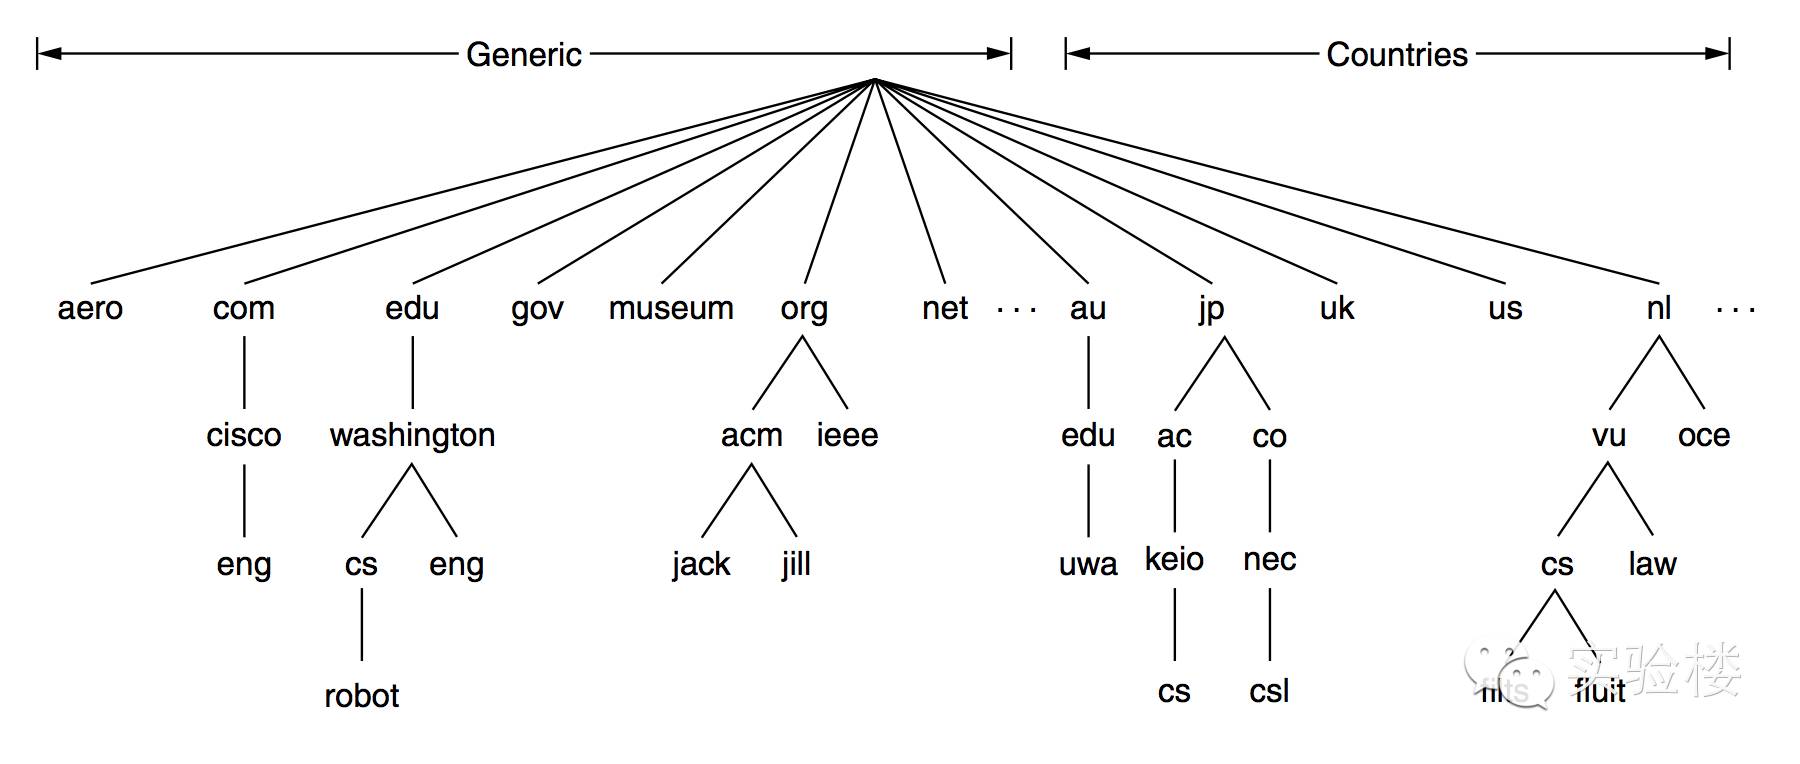 Generic Countries
aero com edu gov museum org net ··· au jp uk us nl ···
cisco washington acm ieee edu ac co vu oce
eng cs eng jack jill uwa keio nec cs law
robot cs csl fluit
实验楼